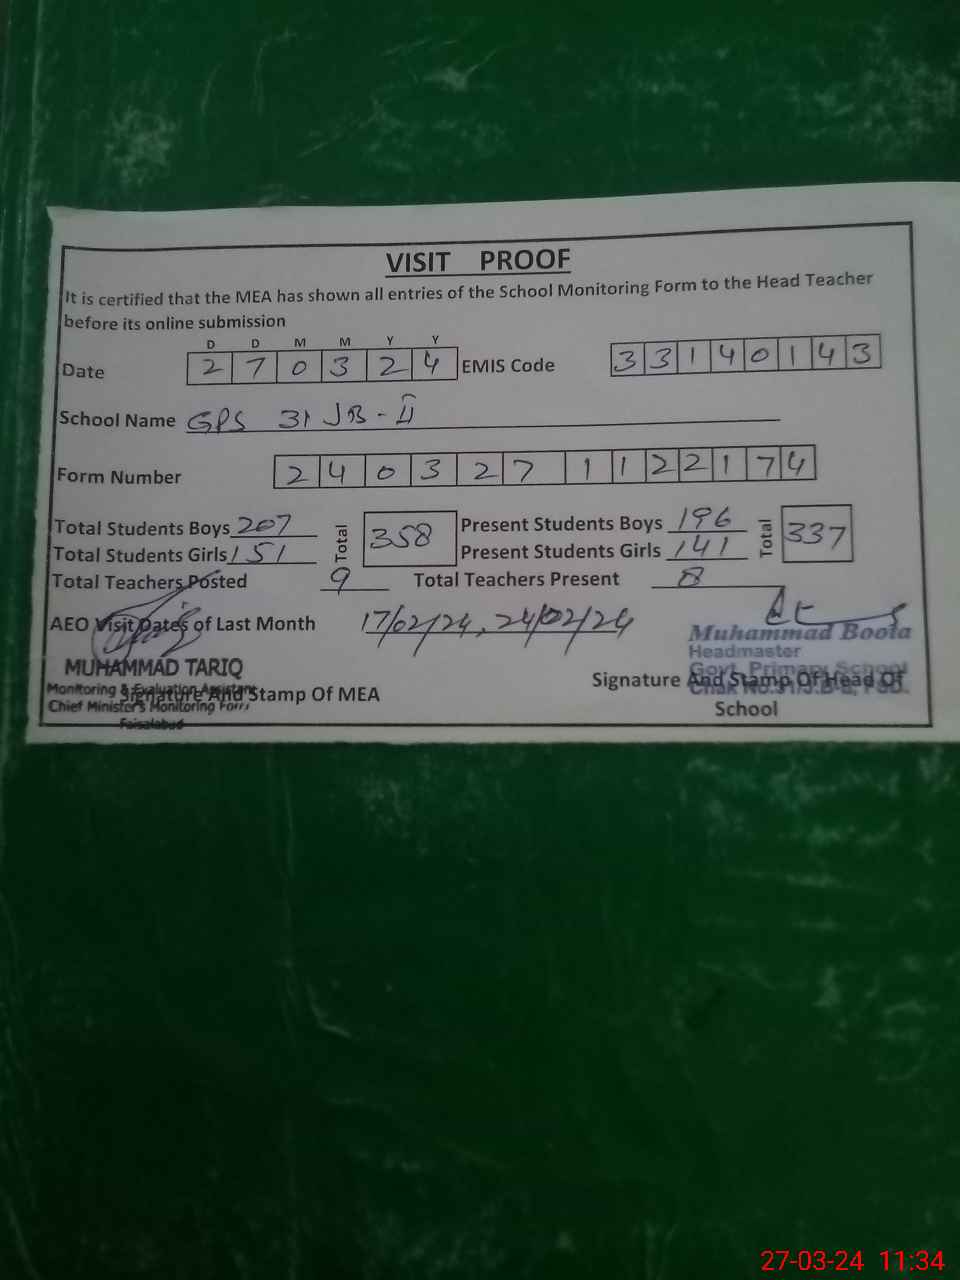 VISIT PROOF
It is certified that the MEA has shown all entries of the School Monitoring Form to the Head Teacher
before its online submission
D D M M Y Y
Date 2 7 0 3 2 4 EMIS Code 3 3 1 4 0 1 4 3
School Name GPS 31 JB - II
Form Number 2 4 0 3 2 7 1 1 2 2 1 7 4
Total Students Boys 207 Total 358 Present Students Boys 196 Total 337
Total Students Girls 151 Present Students Girls 141
Total Teachers Posted 9 Total Teachers Present 8
AEO Visit Dates of Last Month 17/02/24, 24/02/24
Muhammad Boota
Headmaster
Govt. Primary School
MUHAMMAD TARIQ
Monitoring & Evaluation Assistant
Chief Minister's Monitoring Force
Faisalabad
Signature And Stamp Of MEA
Signature And Stamp Of Head Of
School
27-03-24 11:34